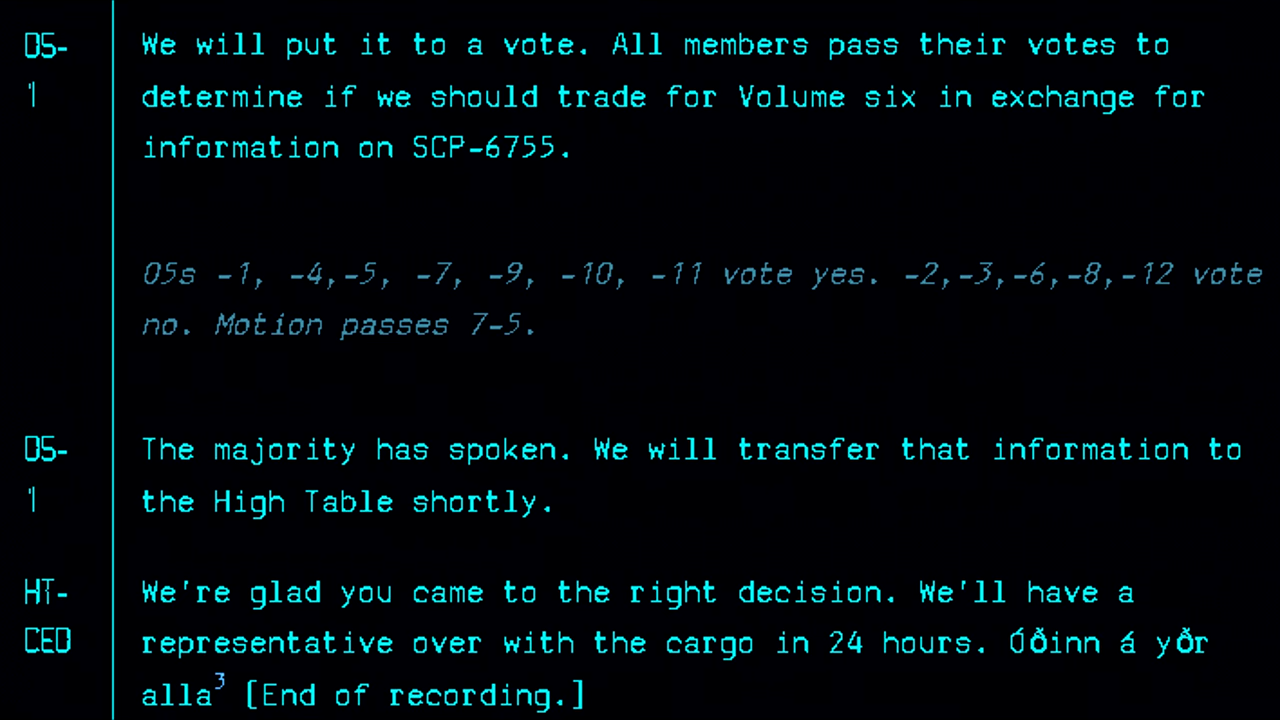 O5- We will put it to a vote. All members pass their votes to
1 determine if we should trade for Volume six in exchange for
information on SCP-6755.
O5s -1, -4,-5, -7, -9, -10, -11 vote yes. -2,-3,-6,-8,-12 vote
no. Motion passes 7-5.
O5- The majority has spoken. We will transfer that information to
1 the High Table shortly.
HT- We're glad you came to the right decision. We'll have a
CEO representative over with the cargo in 24 hours. Óðinn á yðr
alla3 [End of recording.]